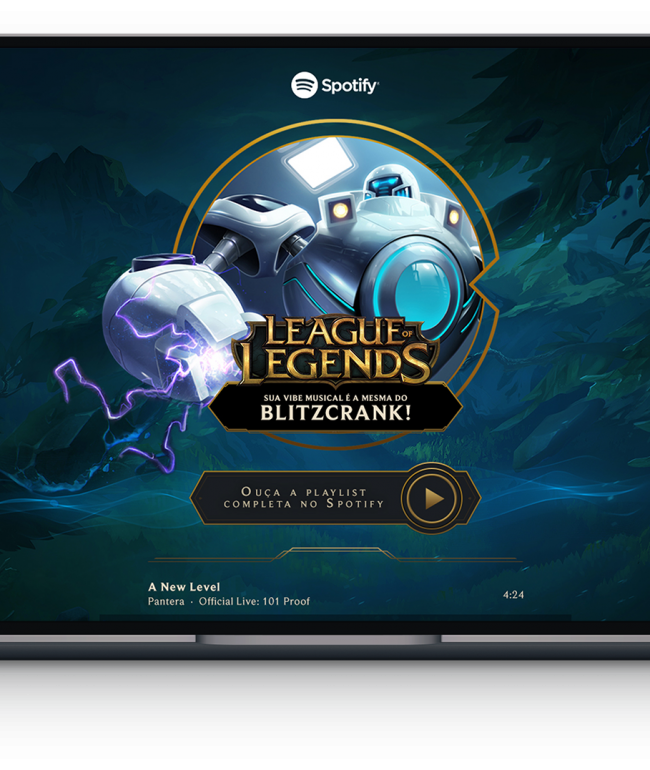 Spotify
LEAGUE OF
LEGENDS
SUA VIBE MUSICAL É A MESMA DO
BLITZCRANK!
OUÇA A PLAYLIST
COMPLETA NO SPOTIFY
A New Level
Pantera · Official Live: 101 Proof
4:24